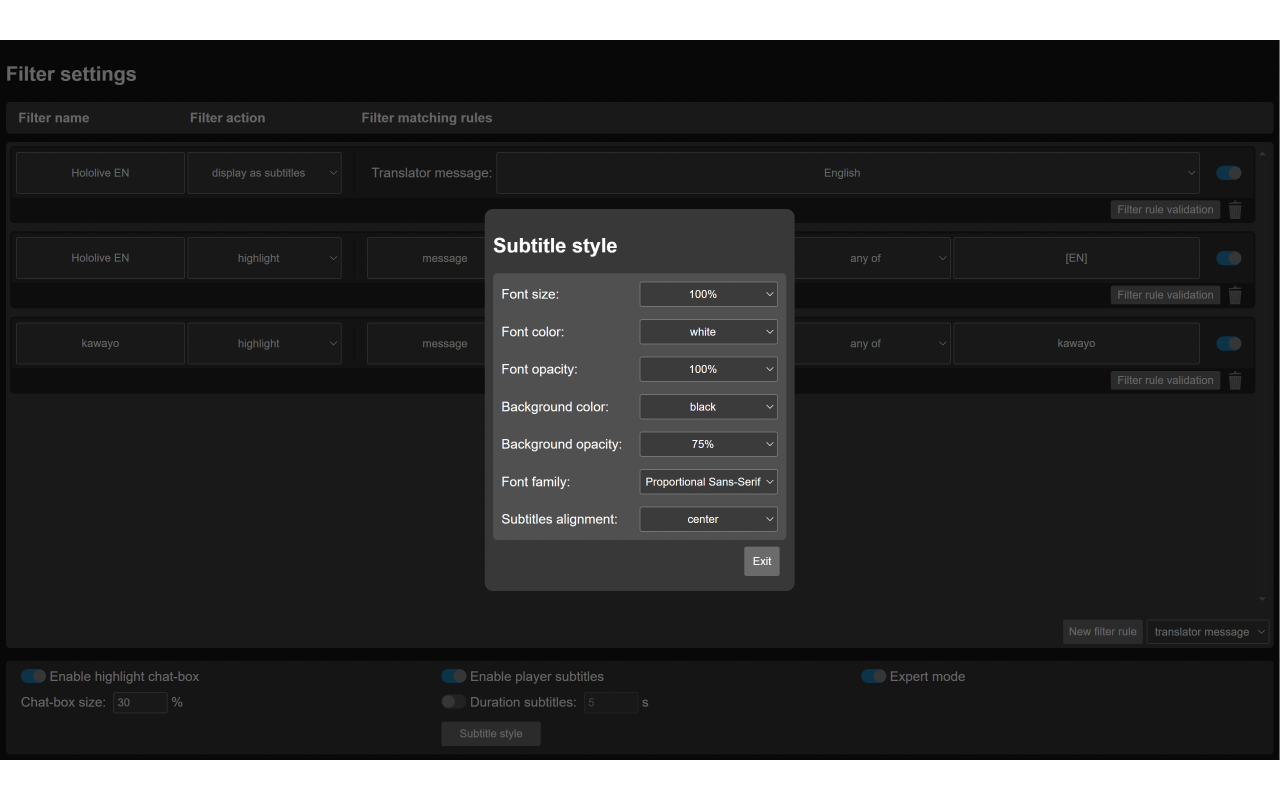 Filter settings
Filter name Filter action Filter matching rules
Hololive EN display as subtitles Translator message: English
Filter rule validation
Hololive EN highlight message any of [EN]
Filter rule validation
kawayo highlight message any of kawayo
Filter rule validation
Subtitle style
Font size: 100%
Font color: white
Font opacity: 100%
Background color: black
Background opacity: 75%
Font family: Proportional Sans-Serif
Subtitles alignment: center
Exit
New filter rule translator message
Enable highlight chat-box Enable player subtitles Expert mode
Chat-box size: 30 % Duration subtitles: 5 s
Subtitle style